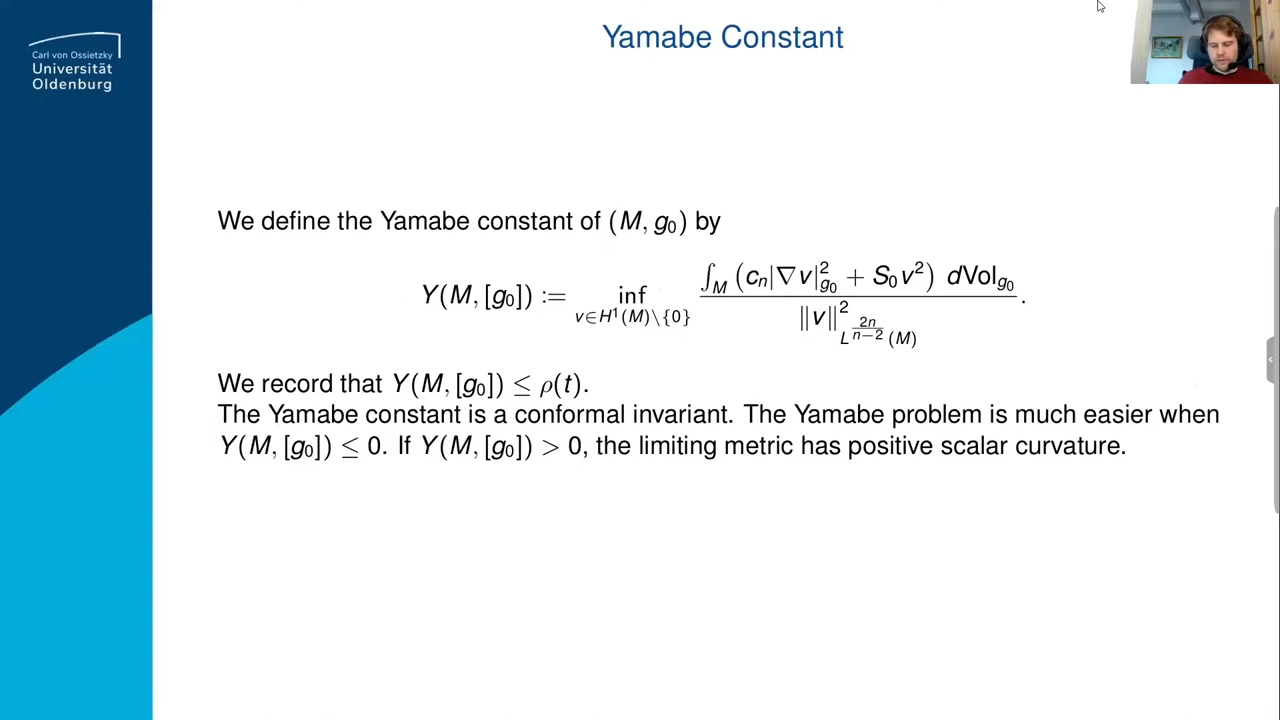 Carl von Ossietzky
Universität
Oldenburg
Yamabe Constant
We define the Yamabe constant of (M, g₀) by
Y(M, [g₀]) := inf_{v∈H¹(M)\{0}} ∫_M (cₙ|∇v|²_{g₀} + S₀v²) dVol_{g₀} / ‖v‖²_{L^{2n/(n−2)}(M)} .
We record that Y(M, [g₀]) ≤ ρ(t).
The Yamabe constant is a conformal invariant. The Yamabe problem is much easier when
Y(M, [g₀]) ≤ 0. If Y(M, [g₀]) > 0, the limiting metric has positive scalar curvature.